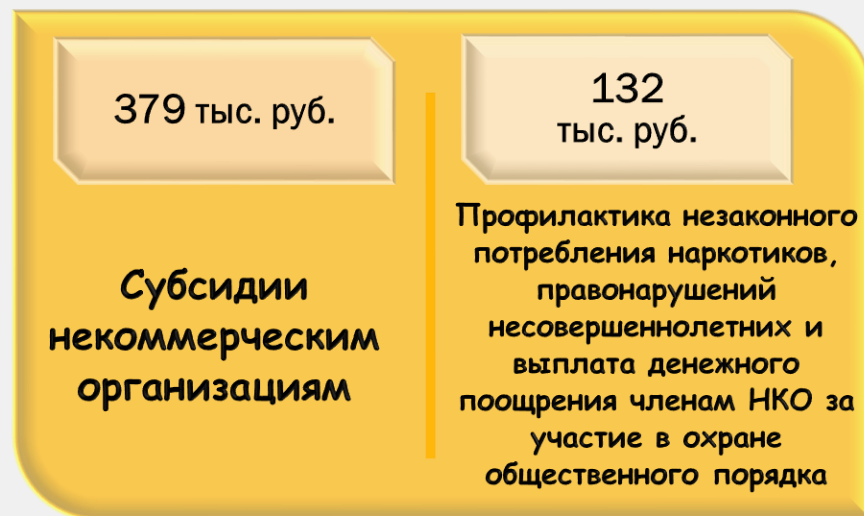 379 тыс. руб.
Субсидии
некоммерческим
организациям
132
тыс. руб.
Профилактика незаконного
потребления наркотиков,
правонарушений
несовершеннолетних и
выплата денежного
поощрения членам НКО за
участие в охране
общественного порядка